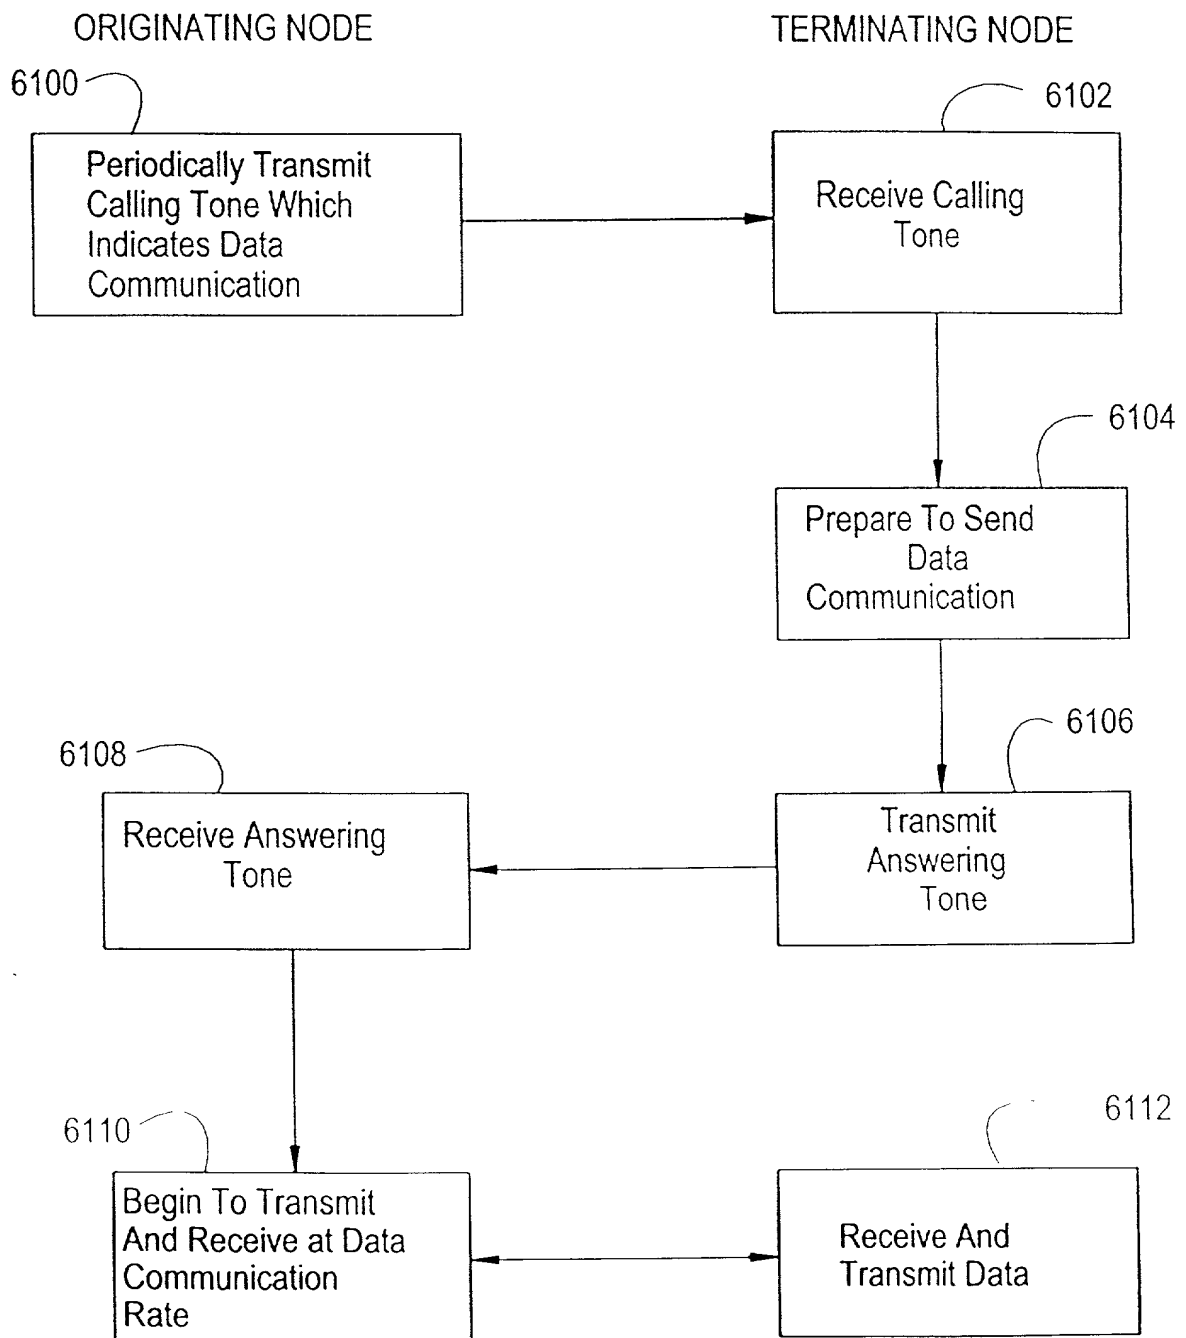 ORIGINATING NODE
TERMINATING NODE
6100
6102
Periodically Transmit
Calling Tone Which
Indicates Data
Communication
Receive Calling
Tone
6104
Prepare To Send
Data
Communication
6106
6108
Transmit
Answering
Tone
Receive Answering
Tone
6110
6112
Begin To Transmit
And Receive at Data
Communication
Rate
Receive And
Transmit Data